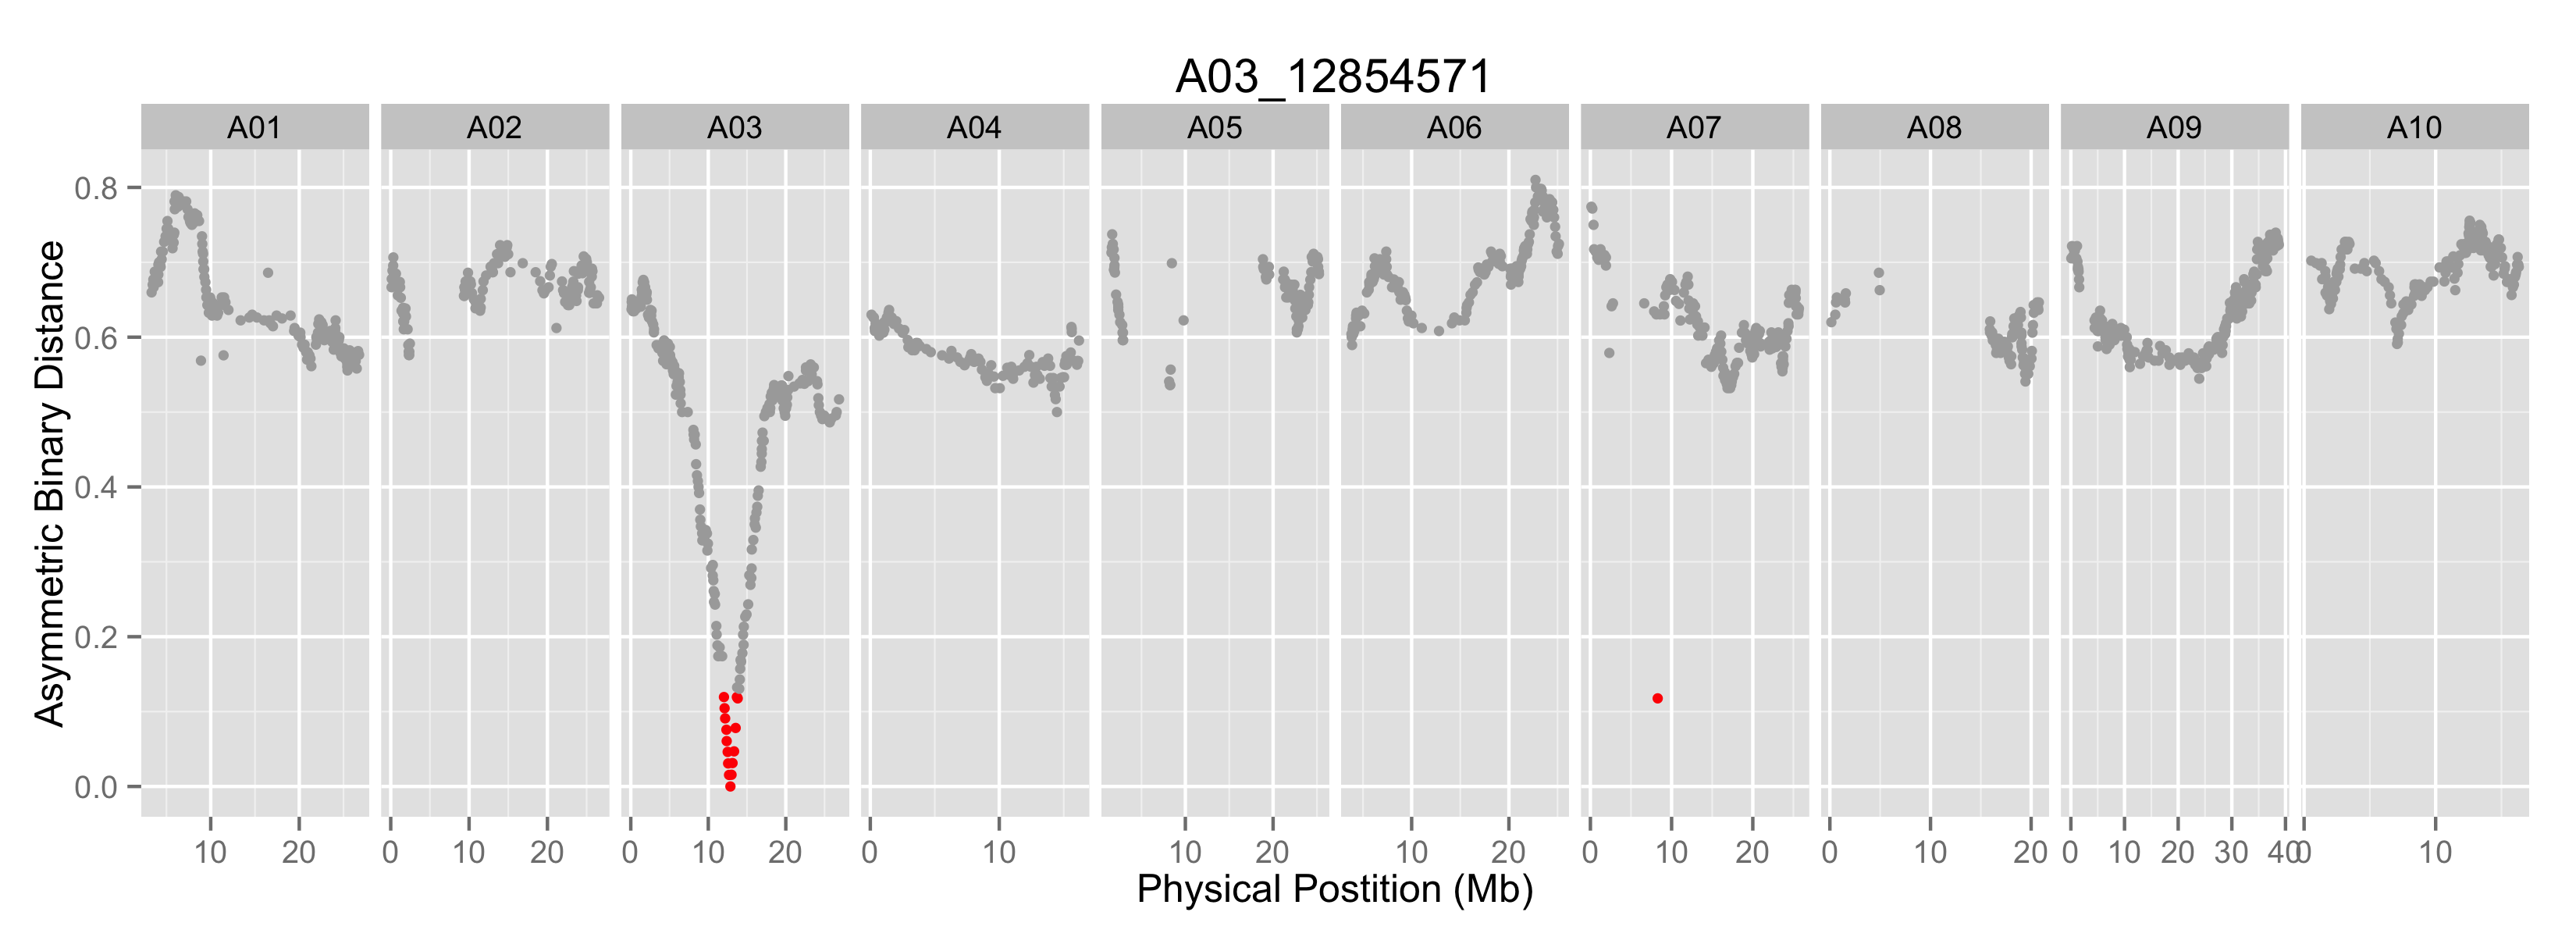 A03_12854571
A01 A02 A03 A04 A05 A06 A07 A08 A09 A10
Asymmetric Binary Distance
0.8
0.6
0.4
0.2
0.0
10 20 0 10 20 0 10 20 0 10 10 20 10 20 0 10 20 0 10 20 0 10 20 30 40 0 10
Physical Postition (Mb)